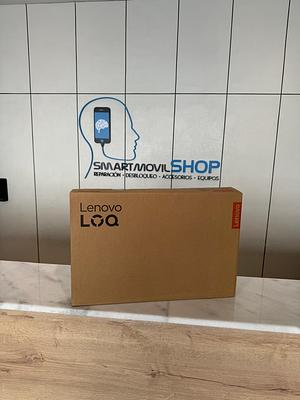 SMARTMOVILSHOP
REPARACIÓN - DESBLOQUEO - ACCESORIOS - EQUIPOS
Lenovo
LOQ
Lenovo